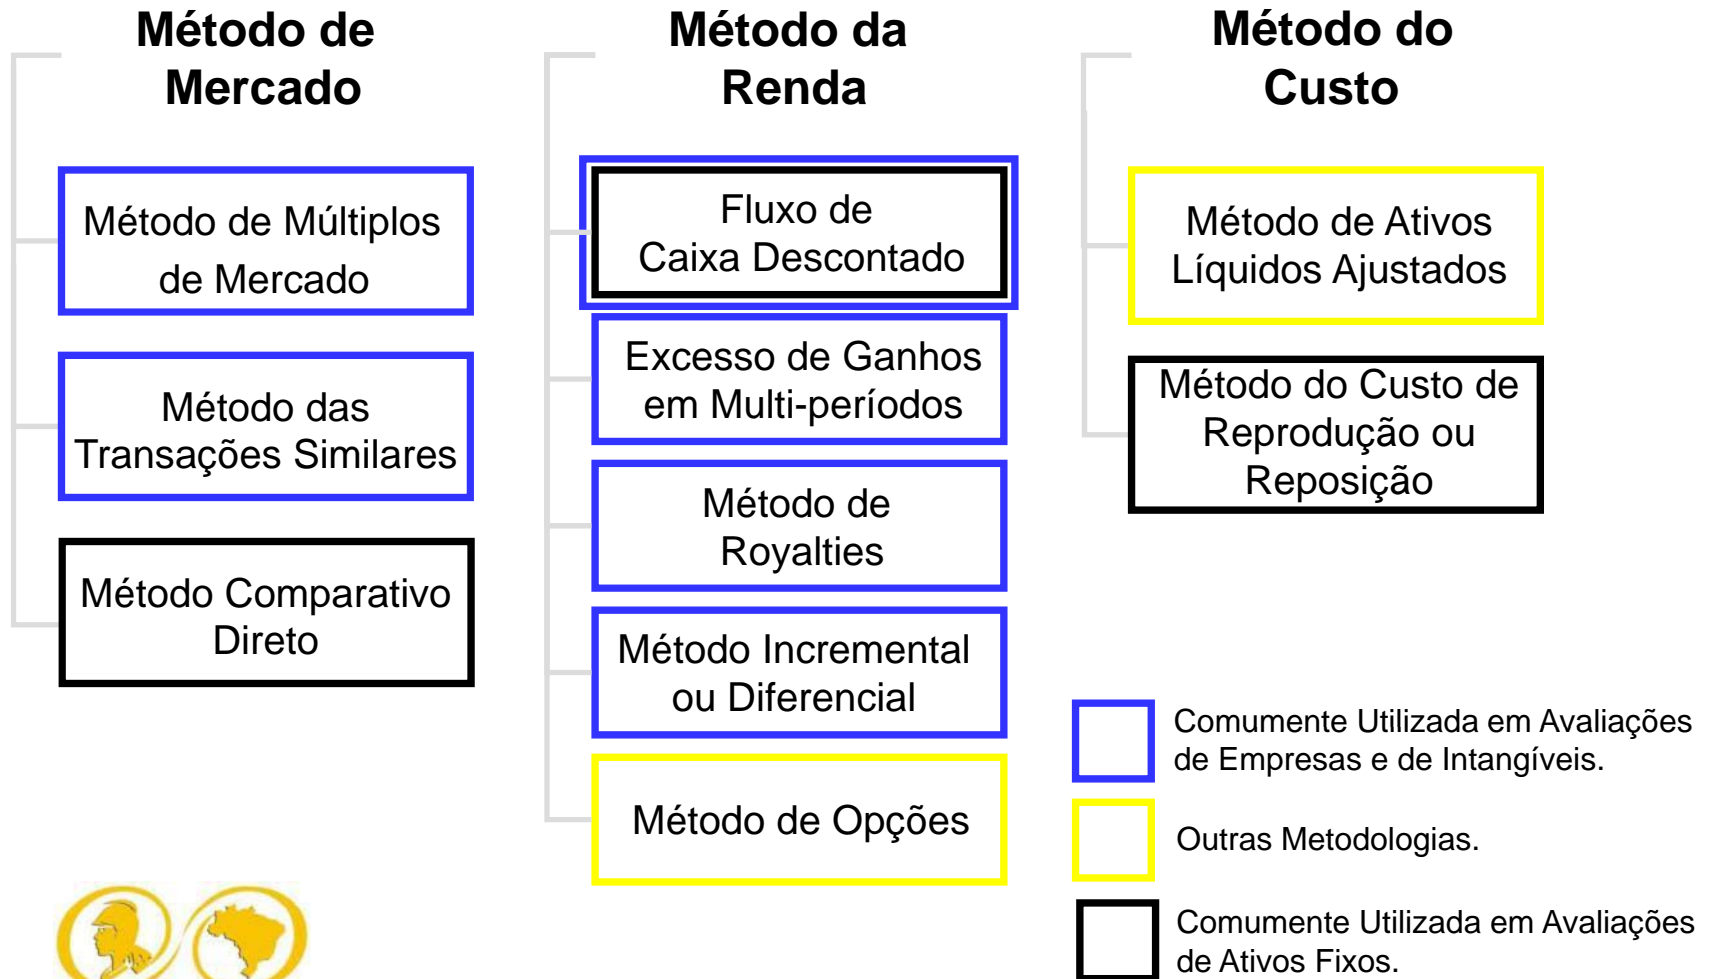 Método de
Mercado
Método de Múltiplos
de Mercado
Método das
Transações Similares
Método Comparativo
Direto
Método da
Renda
Fluxo de
Caixa Descontado
Excesso de Ganhos
em Multi-períodos
Método de
Royalties
Método Incremental
ou Diferencial
Método de Opções
Método do
Custo
Método de Ativos
Líquidos Ajustados
Método do Custo de
Reprodução ou
Reposição
Comumente Utilizada em Avaliações
de Empresas e de Intangíveis.
Outras Metodologias.
Comumente Utilizada em Avaliações
de Ativos Fixos.